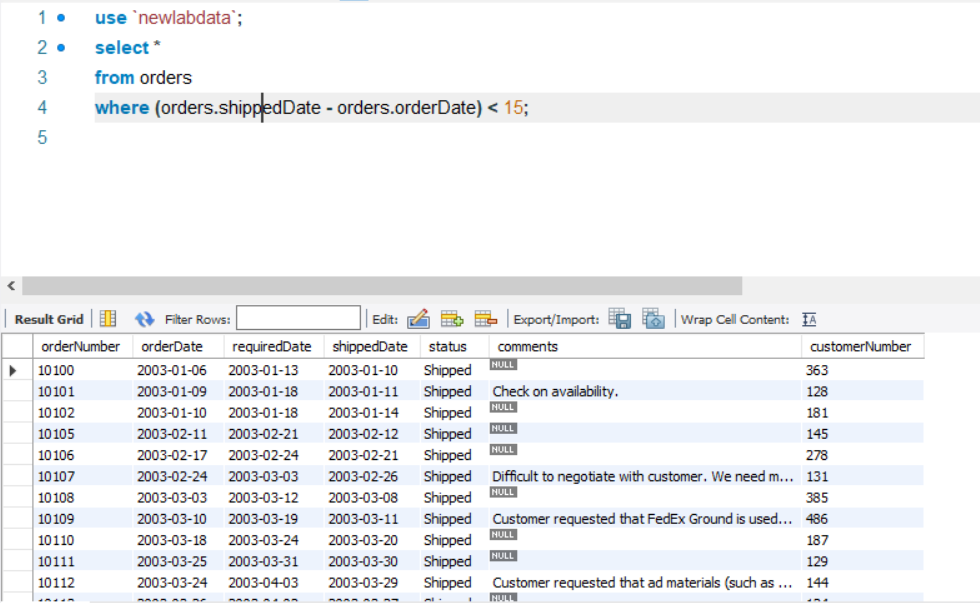 1 use `newlabdata`;
2 select *
3 from orders
4 where (orders.shippedDate - orders.orderDate) < 15;
5
Result Grid Filter Rows: Edit: Export/Import: Wrap Cell Content:
orderNumber orderDate requiredDate shippedDate status comments customerNumber
10100 2003-01-06 2003-01-13 2003-01-10 Shipped NULL 363
10101 2003-01-09 2003-01-18 2003-01-11 Shipped Check on availability. 128
10102 2003-01-10 2003-01-18 2003-01-14 Shipped NULL 181
10105 2003-02-11 2003-02-21 2003-02-12 Shipped NULL 145
10106 2003-02-17 2003-02-24 2003-02-21 Shipped NULL 278
10107 2003-02-24 2003-03-03 2003-02-26 Shipped Difficult to negotiate with customer. We need m... 131
10108 2003-03-03 2003-03-12 2003-03-08 Shipped NULL 385
10109 2003-03-10 2003-03-19 2003-03-11 Shipped Customer requested that FedEx Ground is used... 486
10110 2003-03-18 2003-03-24 2003-03-20 Shipped NULL 187
10111 2003-03-25 2003-03-31 2003-03-30 Shipped NULL 129
10112 2003-03-24 2003-04-03 2003-03-29 Shipped Customer requested that ad materials (such as ... 144
NULL